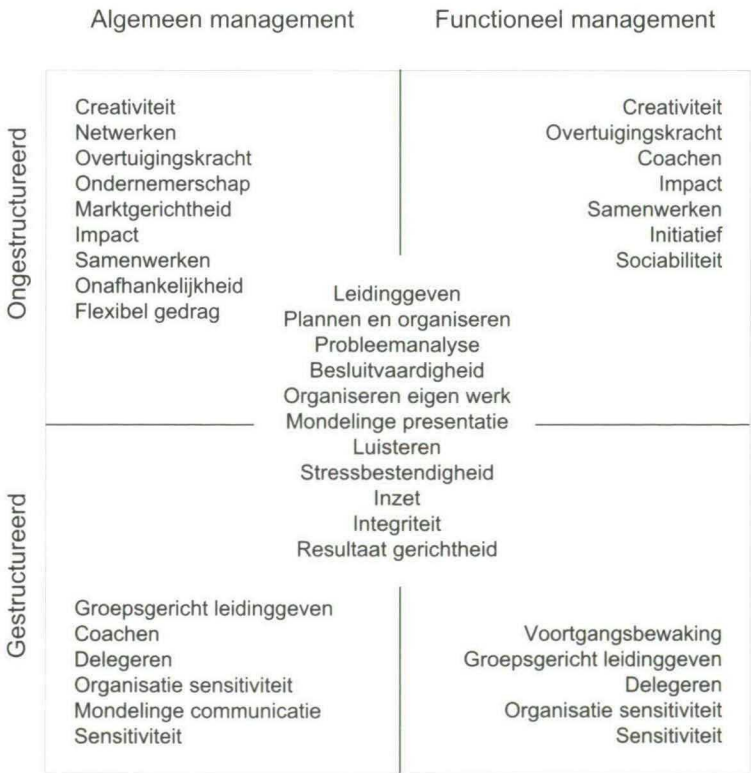 Algemeen management
Functioneel management
Ongestructureerd
Creativiteit
Netwerken
Overtuigingskracht
Ondernemerschap
Marktgerichtheid
Impact
Samenwerken
Onafhankelijkheid
Flexibel gedrag
Creativiteit
Overtuigingskracht
Coachen
Impact
Samenwerken
Initiatief
Sociabiliteit
Leidinggeven
Plannen en organiseren
Probleemanalyse
Besluitvaardigheid
Organiseren eigen werk
Mondelinge presentatie
Luisteren
Stressbestendigheid
Inzet
Integriteit
Resultaat gerichtheid
Gestructureerd
Groepsgericht leidinggeven
Coachen
Delegeren
Organisatie sensitiviteit
Mondelinge communicatie
Sensitiviteit
Voortgangsbewaking
Groepsgericht leidinggeven
Delegeren
Organisatie sensitiviteit
Sensitiviteit